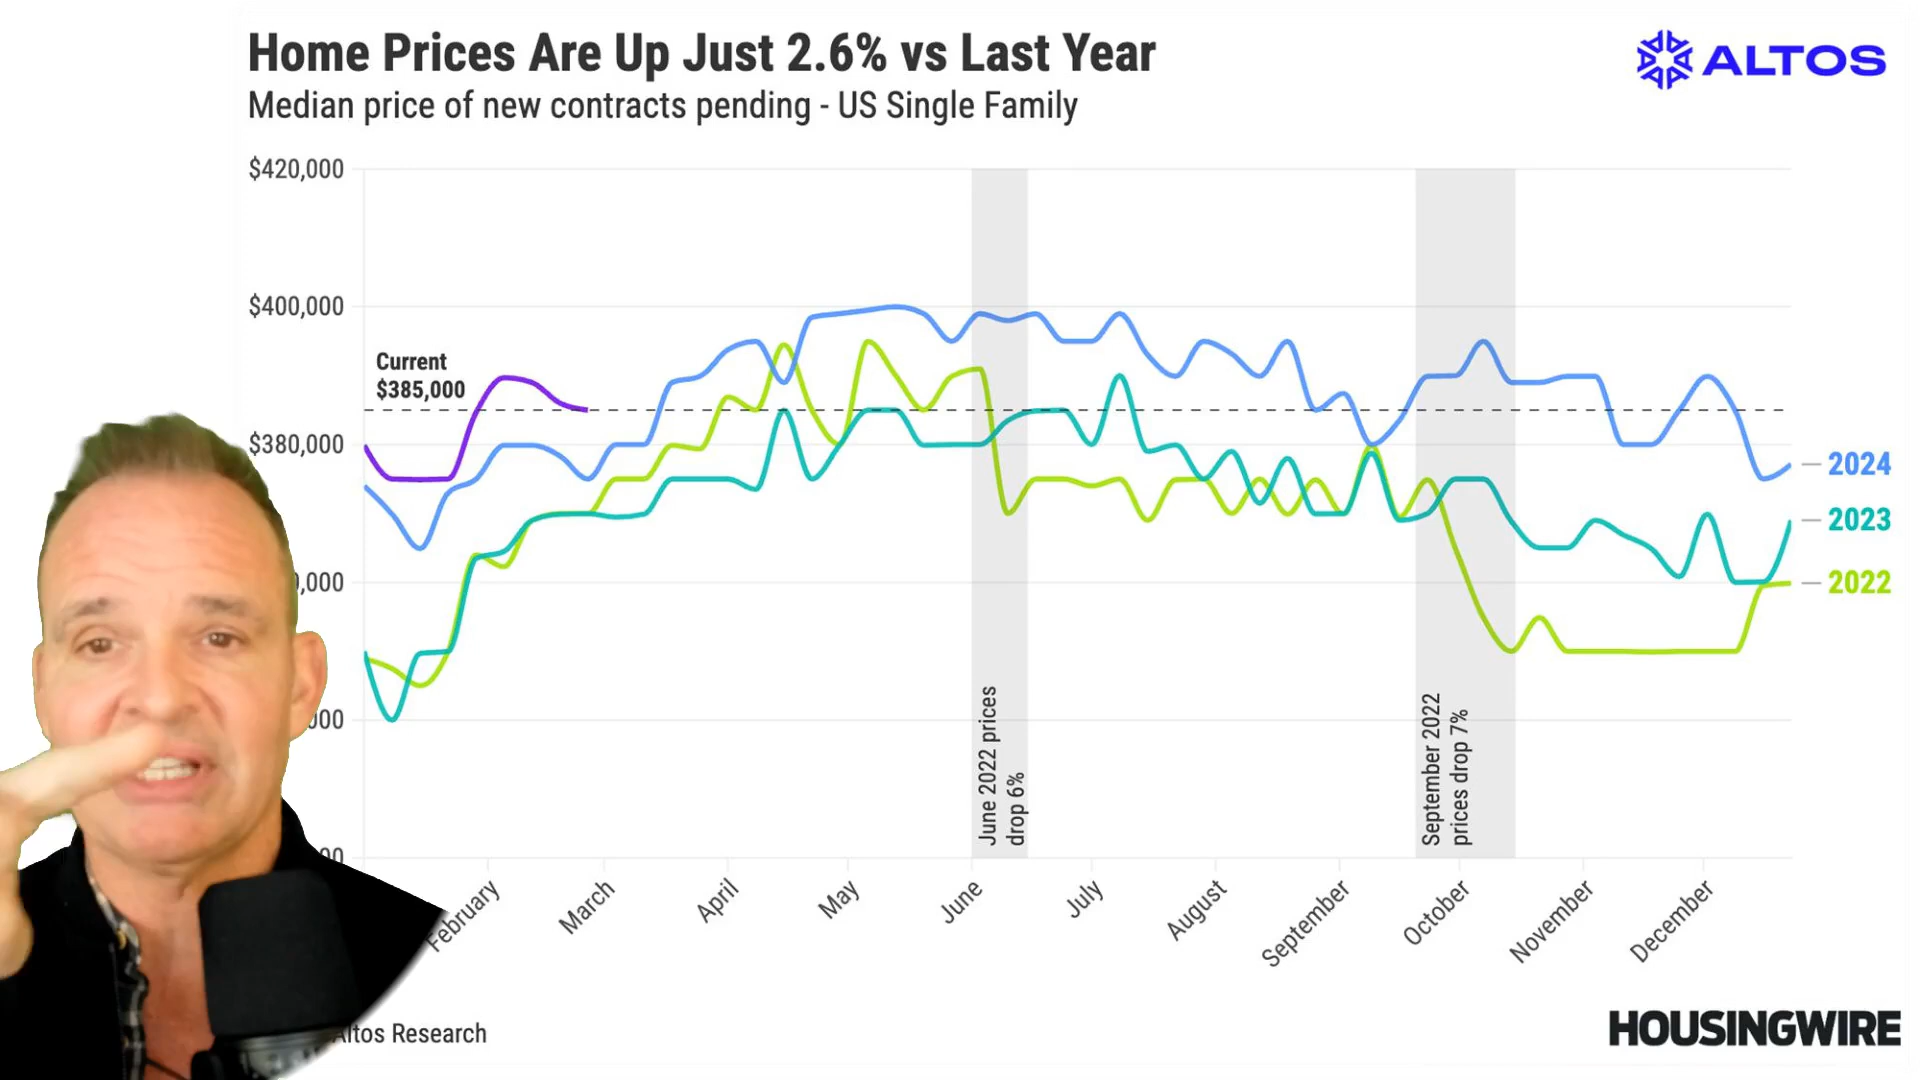 Home Prices Are Up Just 2.6% vs Last Year
ALTOS
Median price of new contracts pending - US Single Family
$420,000
$400,000
Current
$385,000
$380,000
2024
2023
2022
June 2022 prices
drop 6%
September 2022
prices drop 7%
February
March
April
May
June
July
August
September
October
November
December
Altos Research
HOUSINGWIRE